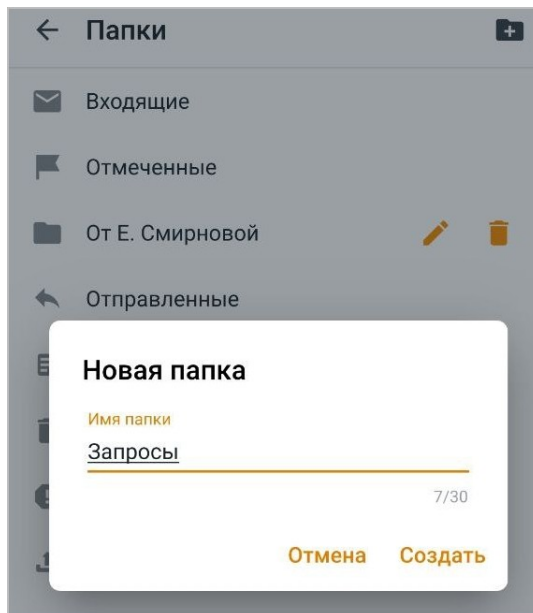 Папки
Входящие
Отмеченные
От Е. Смирновой
Отправленные
Новая папка
Имя папки
Запросы
7/30
Отмена Создать